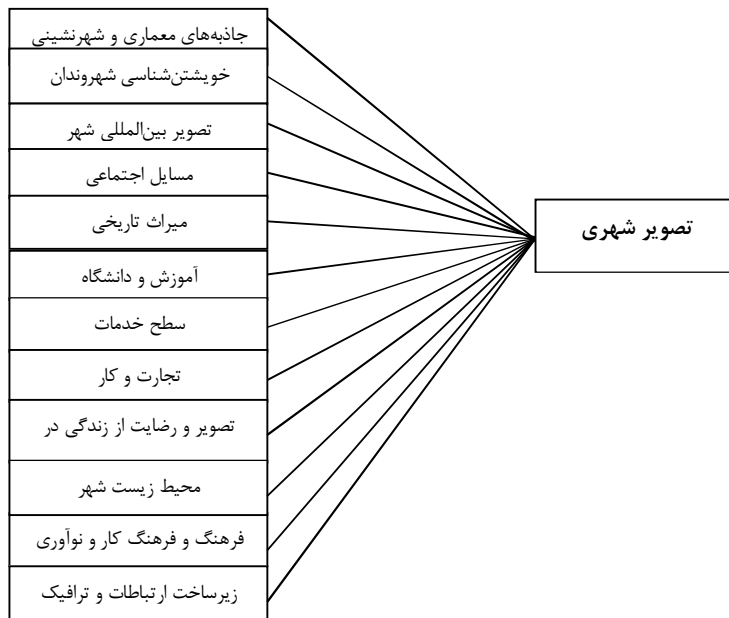 جاذبه‌های معماری و شهرنشینی
خویشتن‌شناسی شهروندان
تصویر بین‌المللی شهر
مسایل اجتماعی
میراث تاریخی
آموزش و دانشگاه
سطح خدمات
تجارت و کار
تصویر و رضایت از زندگی در
محیط زیست شهر
فرهنگ و فرهنگ کار و نوآوری
زیرساخت ارتباطات و ترافیک
تصویر شهری